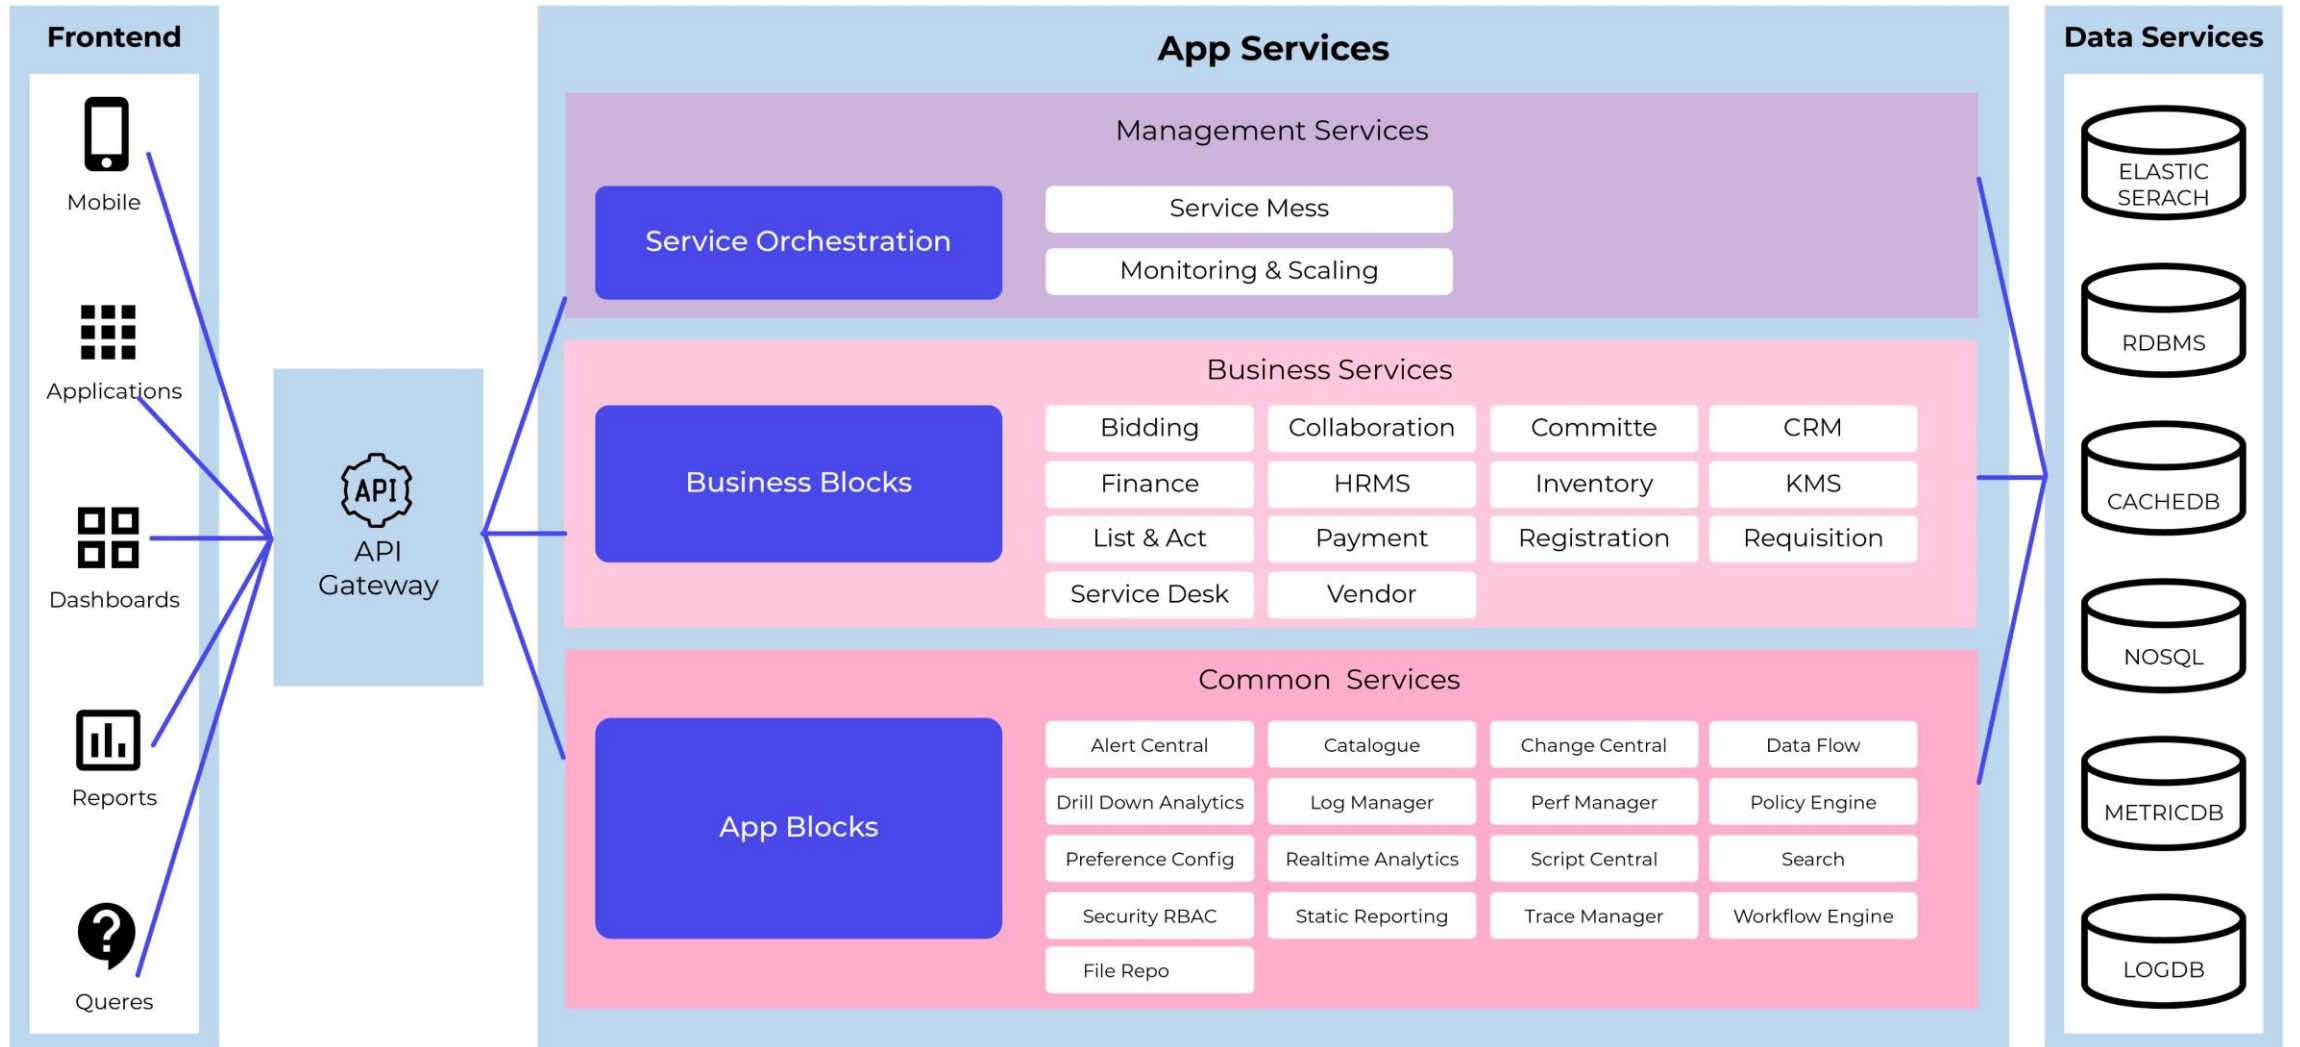 Frontend
Mobile
Applications
Dashboards
Reports
Queres
API
API
Gateway
App Services
Management Services
Service Orchestration
Service Mess
Monitoring & Scaling
Business Services
Business Blocks
Bidding
Collaboration
Committe
CRM
Finance
HRMS
Inventory
KMS
List & Act
Payment
Registration
Requisition
Service Desk
Vendor
Common Services
App Blocks
Alert Central
Catalogue
Change Central
Data Flow
Drill Down Analytics
Log Manager
Perf Manager
Policy Engine
Preference Config
Realtime Analytics
Script Central
Search
Security RBAC
Static Reporting
Trace Manager
Workflow Engine
File Repo
Data Services
ELASTIC
SERACH
RDBMS
CACHEDB
NOSQL
METRICDB
LOGDB